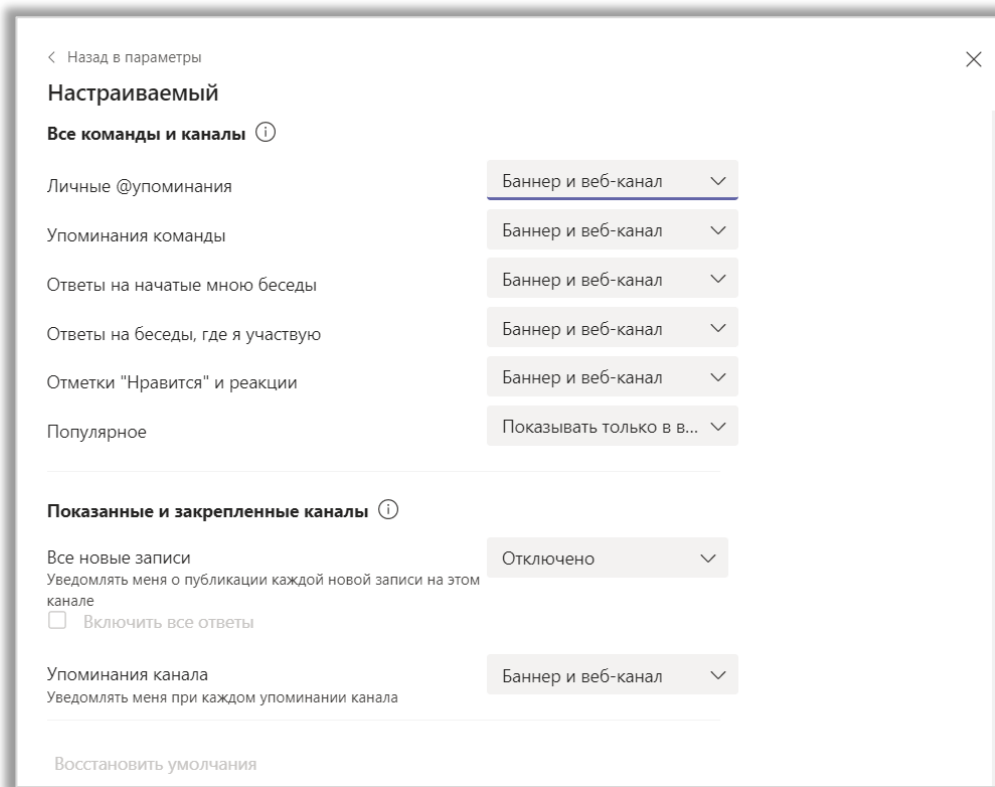 Назад в параметры
Настраиваемый
Все команды и каналы
Личные @упоминания Баннер и веб-канал
Упоминания команды Баннер и веб-канал
Ответы на начатые мною беседы Баннер и веб-канал
Ответы на беседы, где я участвую Баннер и веб-канал
Отметки "Нравится" и реакции Баннер и веб-канал
Популярное Показывать только в в...
Показанные и закрепленные каналы
Все новые записи Отключено
Уведомлять меня о публикации каждой новой записи на этом
канале
Включить все ответы
Упоминания канала Баннер и веб-канал
Уведомлять меня при каждом упоминании канала
Восстановить умолчания